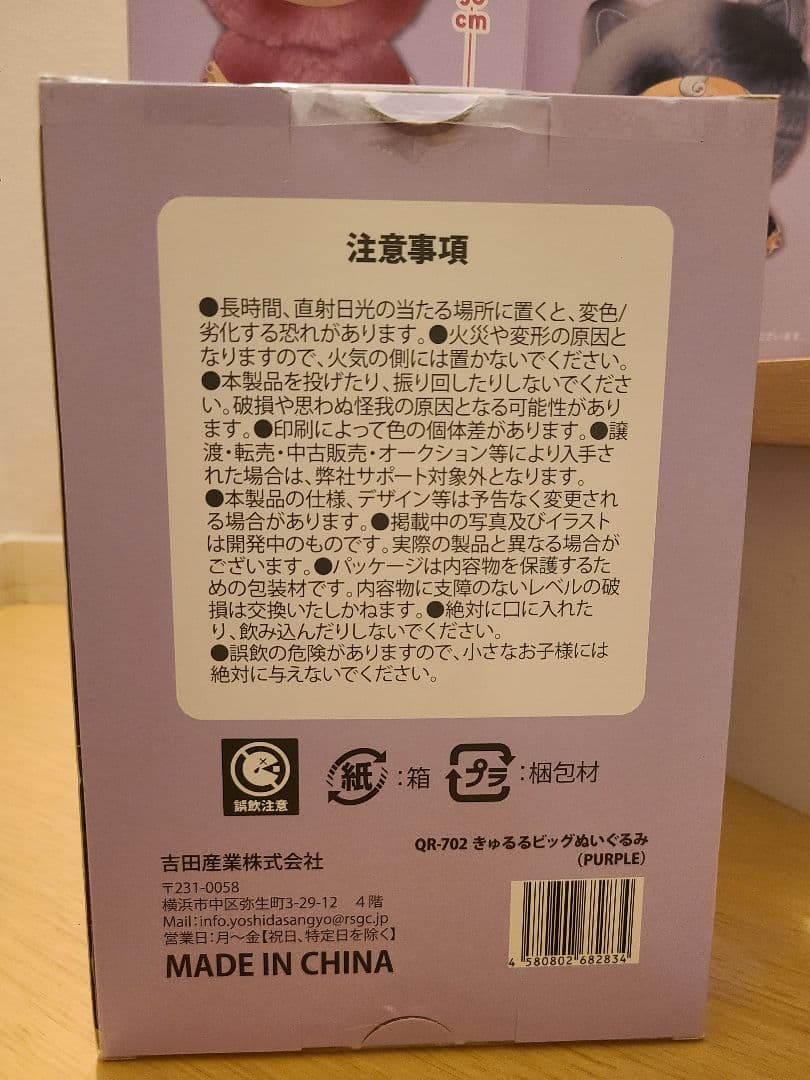 cm
注意事項
●長時間、直射日光の当たる場所に置くと、変色/
劣化する恐れがあります。●火災や変形の原因と
なりますので、火気の側には置かないでください。
●本製品を投げたり、振り回したりしないでくださ
い。破損や思わぬ怪我の原因となる可能性があり
ます。●印刷によって色の個体差があります。●譲
渡・転売・中古販売・オークション等により入手さ
れた場合は、弊社サポート対象外となります。
●本製品の仕様、デザイン等は予告なく変更され
る場合があります。●掲載中の写真及びイラスト
は開発中のものです。実際の製品と異なる場合が
ございます。●パッケージは内容物を保護するた
めの包装材です。内容物に支障のないレベルの破
損は交換いたしかねます。●絶対に口に入れた
り、飲み込んだりしないでください。
●誤飲の危険がありますので、小さなお子様には
絶対に与えないでください。
誤飲注意
紙:箱
プラ:梱包材
QR-702 きゅるるビッグぬいぐるみ
(PURPLE)
吉田産業株式会社
〒231-0058
横浜市中区弥生町3-29-12 4階
Mail:info.yoshidasangyo@rsgc.jp
営業日:月〜金【祝日、特定日を除く】
MADE IN CHINA
4 580802 682834